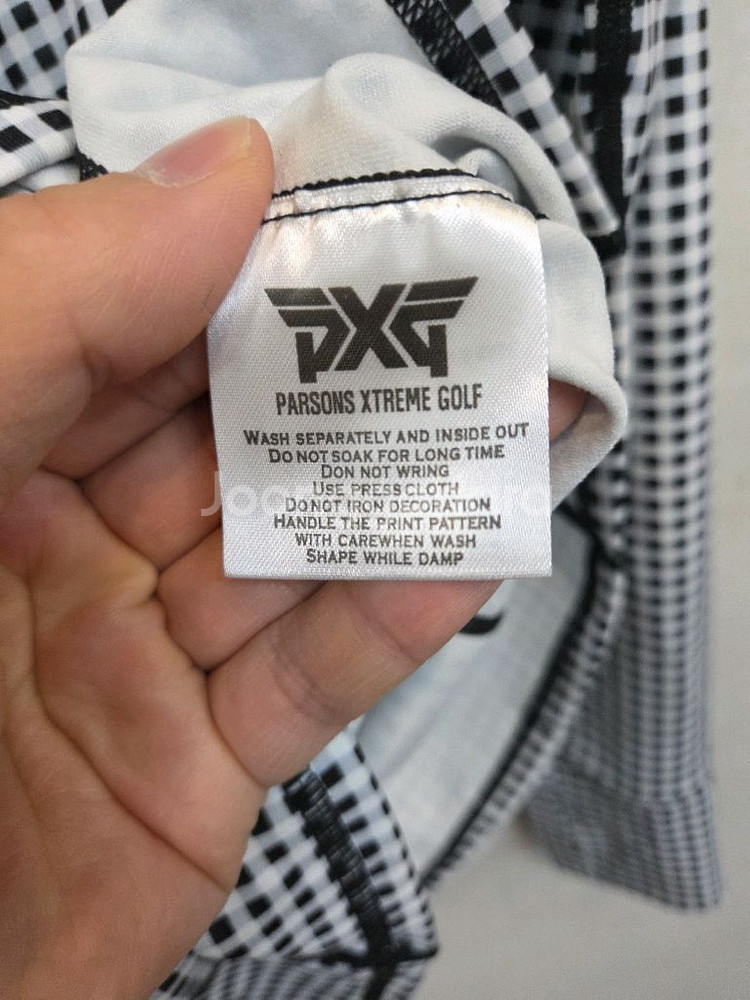 PXG
PARSONS XTREME GOLF
WASH SEPARATELY AND INSIDE OUT
DO NOT SOAK FOR LONG TIME
DON NOT WRING
USE PRESS CLOTH
DO NOT IRON DECORATION
HANDLE THE PRINT PATTERN
WITH CAREWHEN WASH
SHAPE WHILE DAMP